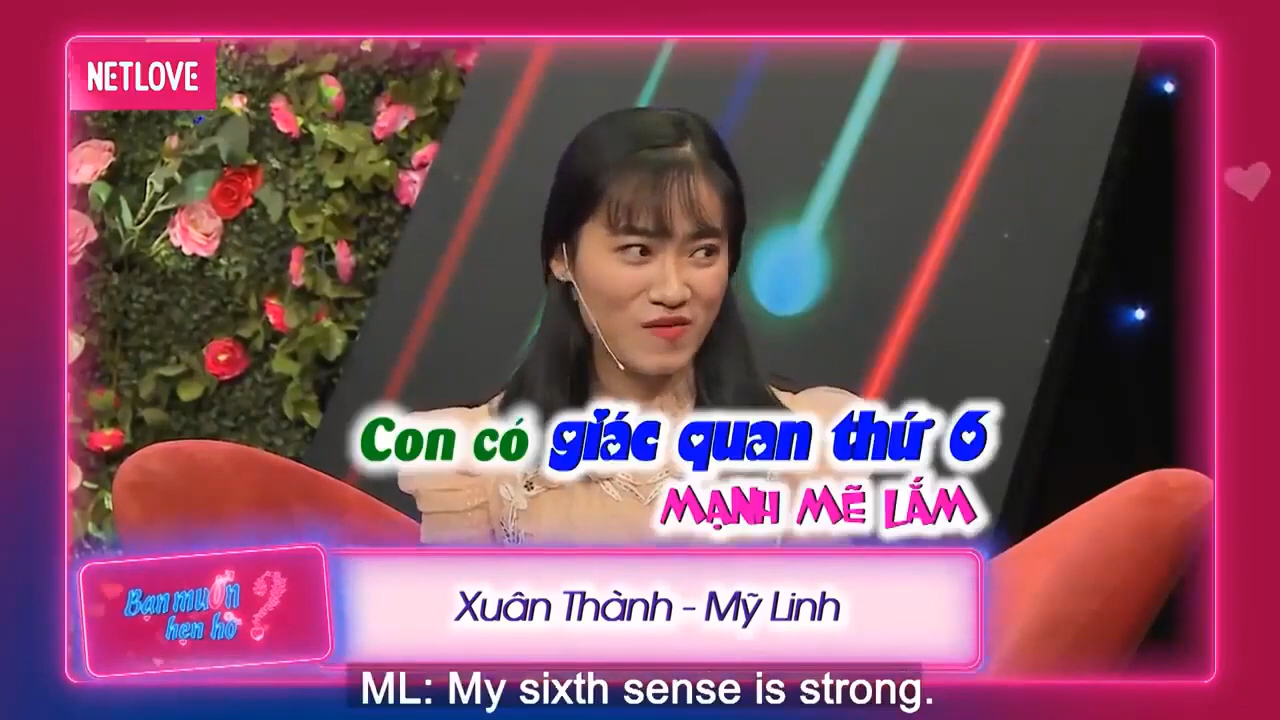 NETLOVE
Con có giác quan thứ 6
MẠNH MẼ LẮM
Bạn muốn
hẹn hò ?
Xuân Thành - Mỹ Linh
ML: My sixth sense is strong.